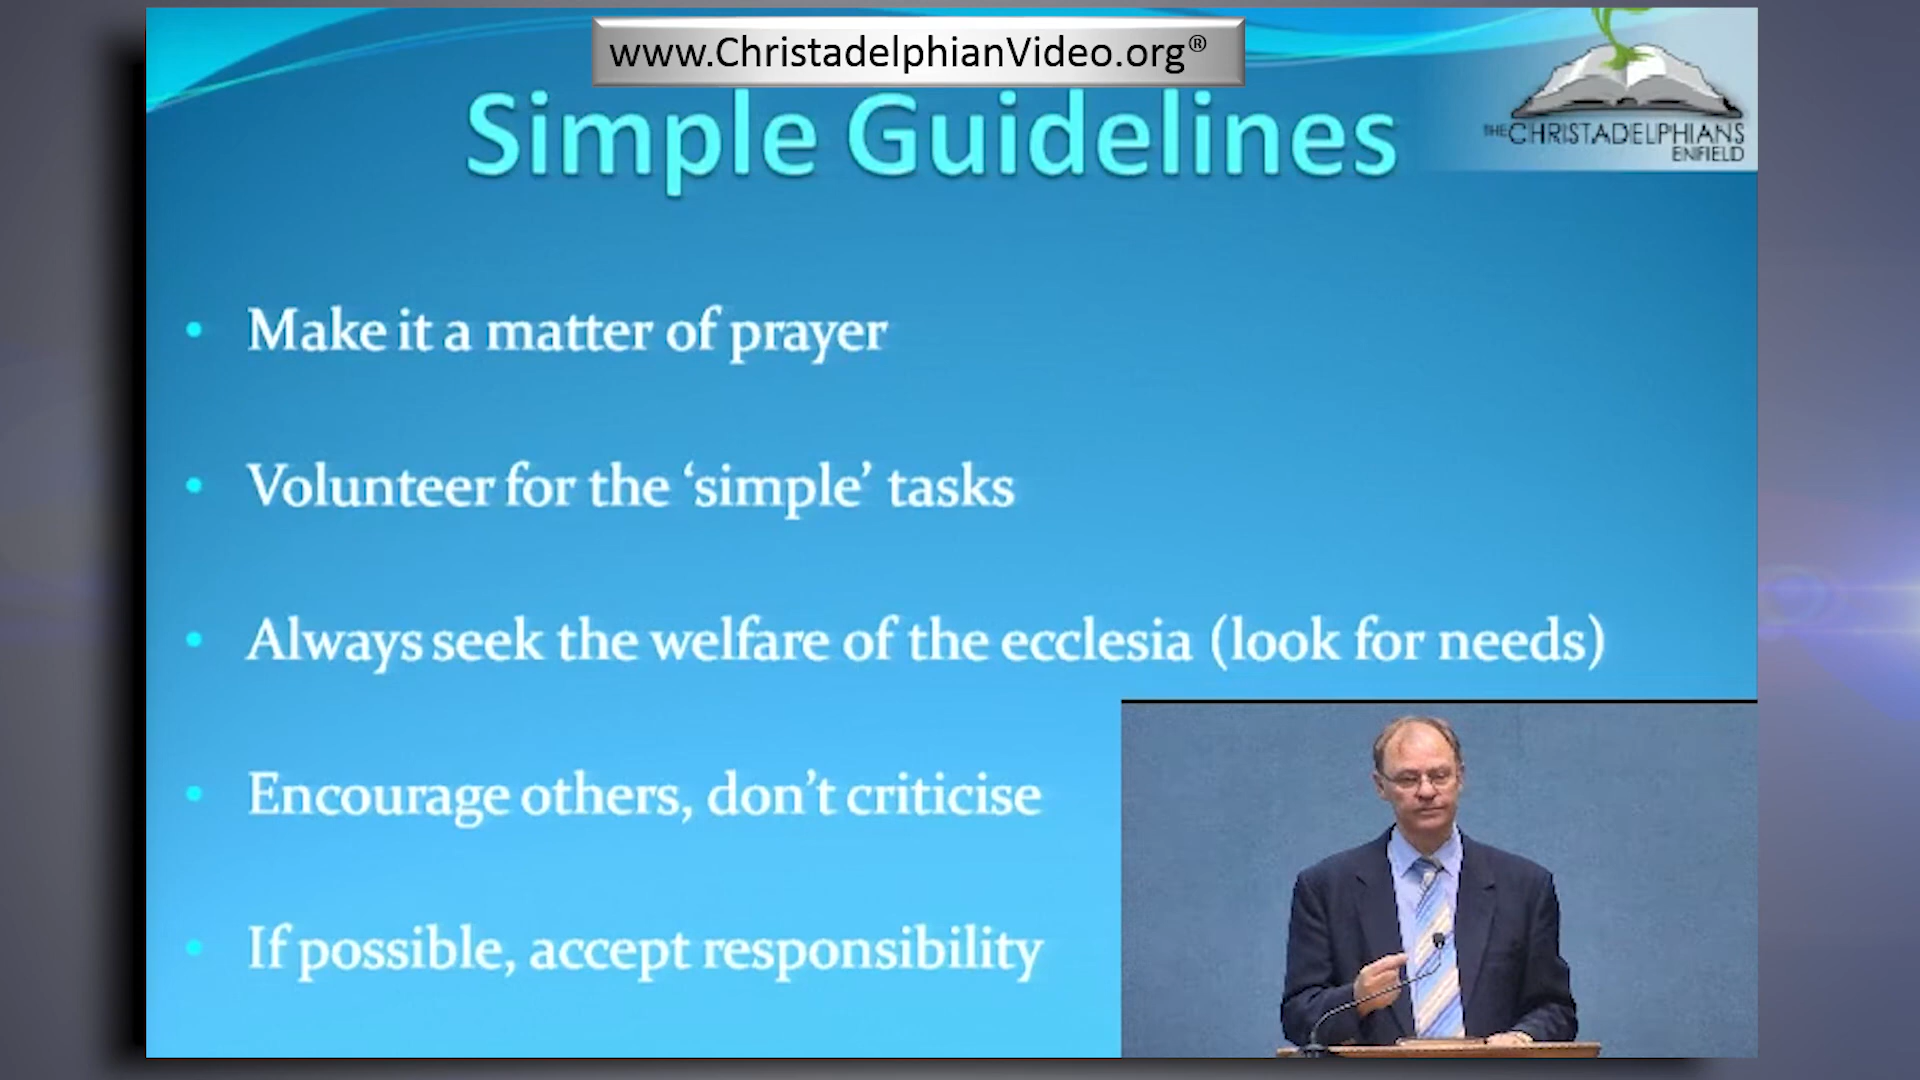 www.ChristadelphianVideo.org®
Simple Guidelines
THE CHRISTADELPHIANS
ENFIELD
• Make it a matter of prayer
• Volunteer for the ‘simple’ tasks
• Always seek the welfare of the ecclesia (look for needs)
• Encourage others, don’t criticise
• If possible, accept responsibility